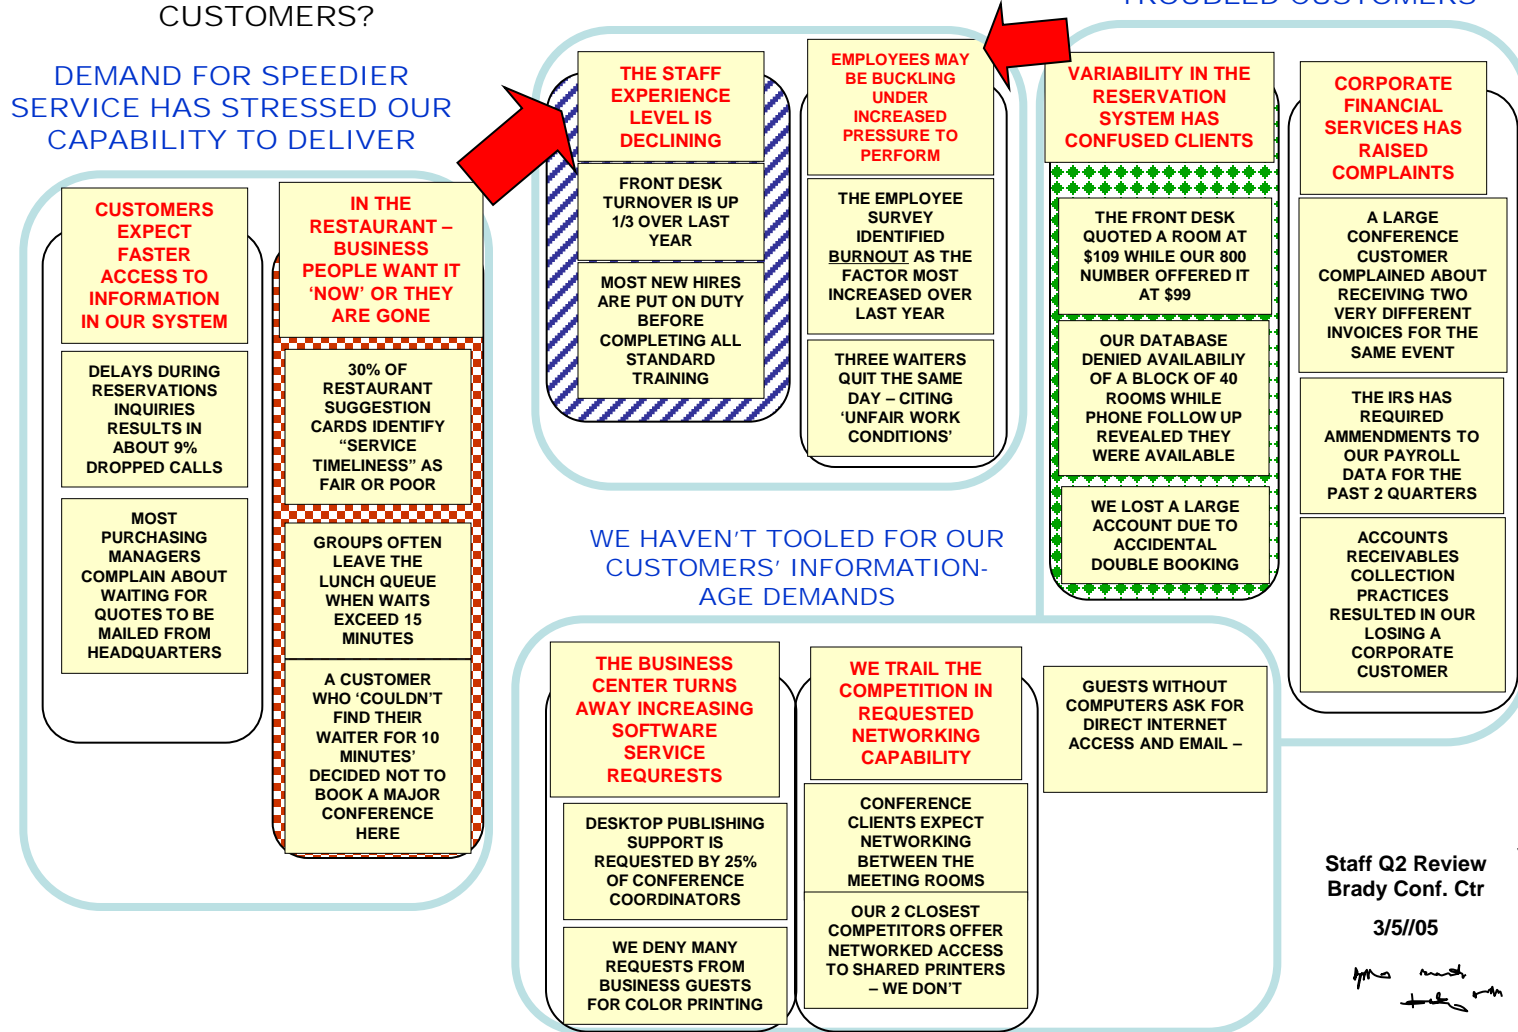 CUSTOMERS?
DEMAND FOR SPEEDIER
SERVICE HAS STRESSED OUR
CAPABILITY TO DELIVER
CUSTOMERS
EXPECT
FASTER
ACCESS TO
INFORMATION
IN OUR SYSTEM
DELAYS DURING
RESERVATIONS
INQUIRIES
RESULTS IN
ABOUT 9%
DROPPED CALLS
MOST
PURCHASING
MANAGERS
COMPLAIN ABOUT
WAITING FOR
QUOTES TO BE
MAILED FROM
HEADQUARTERS
IN THE
RESTAURANT –
BUSINESS
PEOPLE WANT IT
‘NOW’ OR THEY
ARE GONE
30% OF
RESTAURANT
SUGGESTION
CARDS IDENTIFY
“SERVICE
TIMELINESS” AS
FAIR OR POOR
GROUPS OFTEN
LEAVE THE
LUNCH QUEUE
WHEN WAITS
EXCEED 15
MINUTES
A CUSTOMER
WHO ‘COULDN’T
FIND THEIR
WAITER FOR 10
MINUTES’
DECIDED NOT TO
BOOK A MAJOR
CONFERENCE
HERE
THE STAFF
EXPERIENCE
LEVEL IS
DECLINING
FRONT DESK
TURNOVER IS UP
1/3 OVER LAST
YEAR
MOST NEW HIRES
ARE PUT ON DUTY
BEFORE
COMPLETING ALL
STANDARD
TRAINING
EMPLOYEES MAY
BE BUCKLING
UNDER
INCREASED
PRESSURE TO
PERFORM
THE EMPLOYEE
SURVEY
IDENTIFIED
BURNOUT AS THE
FACTOR MOST
INCREASED OVER
LAST YEAR
THREE WAITERS
QUIT THE SAME
DAY – CITING
‘UNFAIR WORK
CONDITIONS’
TROUBLED CUSTOMERS
VARIABILITY IN THE
RESERVATION
SYSTEM HAS
CONFUSED CLIENTS
THE FRONT DESK
QUOTED A ROOM AT
$109 WHILE OUR 800
NUMBER OFFERED IT
AT $99
OUR DATABASE
DENIED AVAILABILIY
OF A BLOCK OF 40
ROOMS WHILE
PHONE FOLLOW UP
REVEALED THEY
WERE AVAILABLE
WE LOST A LARGE
ACCOUNT DUE TO
ACCIDENTAL
DOUBLE BOOKING
CORPORATE
FINANCIAL
SERVICES HAS
RAISED
COMPLAINTS
A LARGE
CONFERENCE
CUSTOMER
COMPLAINED ABOUT
RECEIVING TWO
VERY DIFFERENT
INVOICES FOR THE
SAME EVENT
THE IRS HAS
REQUIRED
AMMENDMENTS TO
OUR PAYROLL
DATA FOR THE
PAST 2 QUARTERS
ACCOUNTS
RECEIVABLES
COLLECTION
PRACTICES
RESULTED IN OUR
LOSING A
CORPORATE
CUSTOMER
WE HAVEN’T TOOLED FOR OUR
CUSTOMERS’ INFORMATION-
AGE DEMANDS
THE BUSINESS
CENTER TURNS
AWAY INCREASING
SOFTWARE
SERVICE
REQURESTS
DESKTOP PUBLISHING
SUPPORT IS
REQUESTED BY 25%
OF CONFERENCE
COORDINATORS
WE DENY MANY
REQUESTS FROM
BUSINESS GUESTS
FOR COLOR PRINTING
WE TRAIL THE
COMPETITION IN
REQUESTED
NETWORKING
CAPABILITY
CONFERENCE
CLIENTS EXPECT
NETWORKING
BETWEEN THE
MEETING ROOMS
OUR 2 CLOSEST
COMPETITORS OFFER
NETWORKED ACCESS
TO SHARED PRINTERS
– WE DON’T
GUESTS WITHOUT
COMPUTERS ASK FOR
DIRECT INTERNET
ACCESS AND EMAIL –
Staff Q2 Review
Brady Conf. Ctr
3/5//05